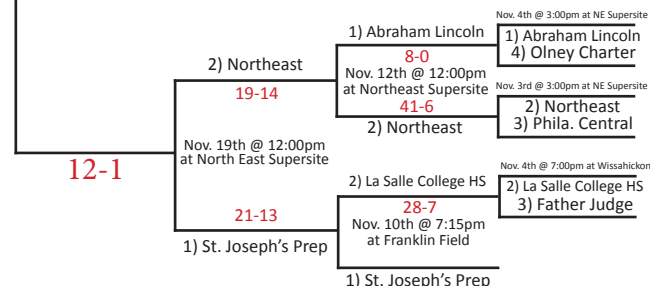 Nov. 4th @ 3:00pm at NE Supersite
1) Abraham Lincoln
1) Abraham Lincoln
4) Olney Charter
8-0
2) Northeast
Nov. 12th @ 12:00pm
at Northeast Supersite
Nov. 3rd @ 3:00pm at NE Supersite
19-14
41-6
2) Northeast
2) Northeast
3) Phila. Central
Nov. 19th @ 12:00pm
at North East Supersite
12-1
Nov. 4th @ 7:00pm at Wissahickon
2) La Salle College HS
2) La Salle College HS
3) Father Judge
21-13
28-7
Nov. 10th @ 7:15pm
at Franklin Field
1) St. Joseph's Prep
1) St. Joseph's Prep